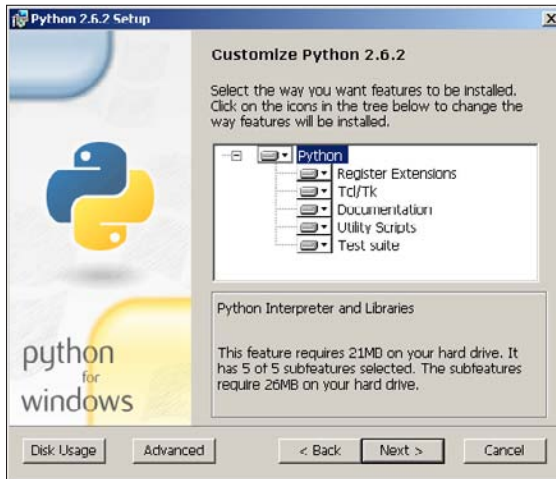 Python 2.6.2 Setup
Customize Python 2.6.2
Select the way you want features to be installed.
Click on the icons in the tree below to change the
way features will be installed.
Python
Register Extensions
Tcl/Tk
Documentation
Utility Scripts
Test suite
Python Interpreter and Libraries
This feature requires 21MB on your hard drive. It
has 5 of 5 subfeatures selected. The subfeatures
require 26MB on your hard drive.
python
for
windows
Disk Usage
Advanced
< Back
Next >
Cancel